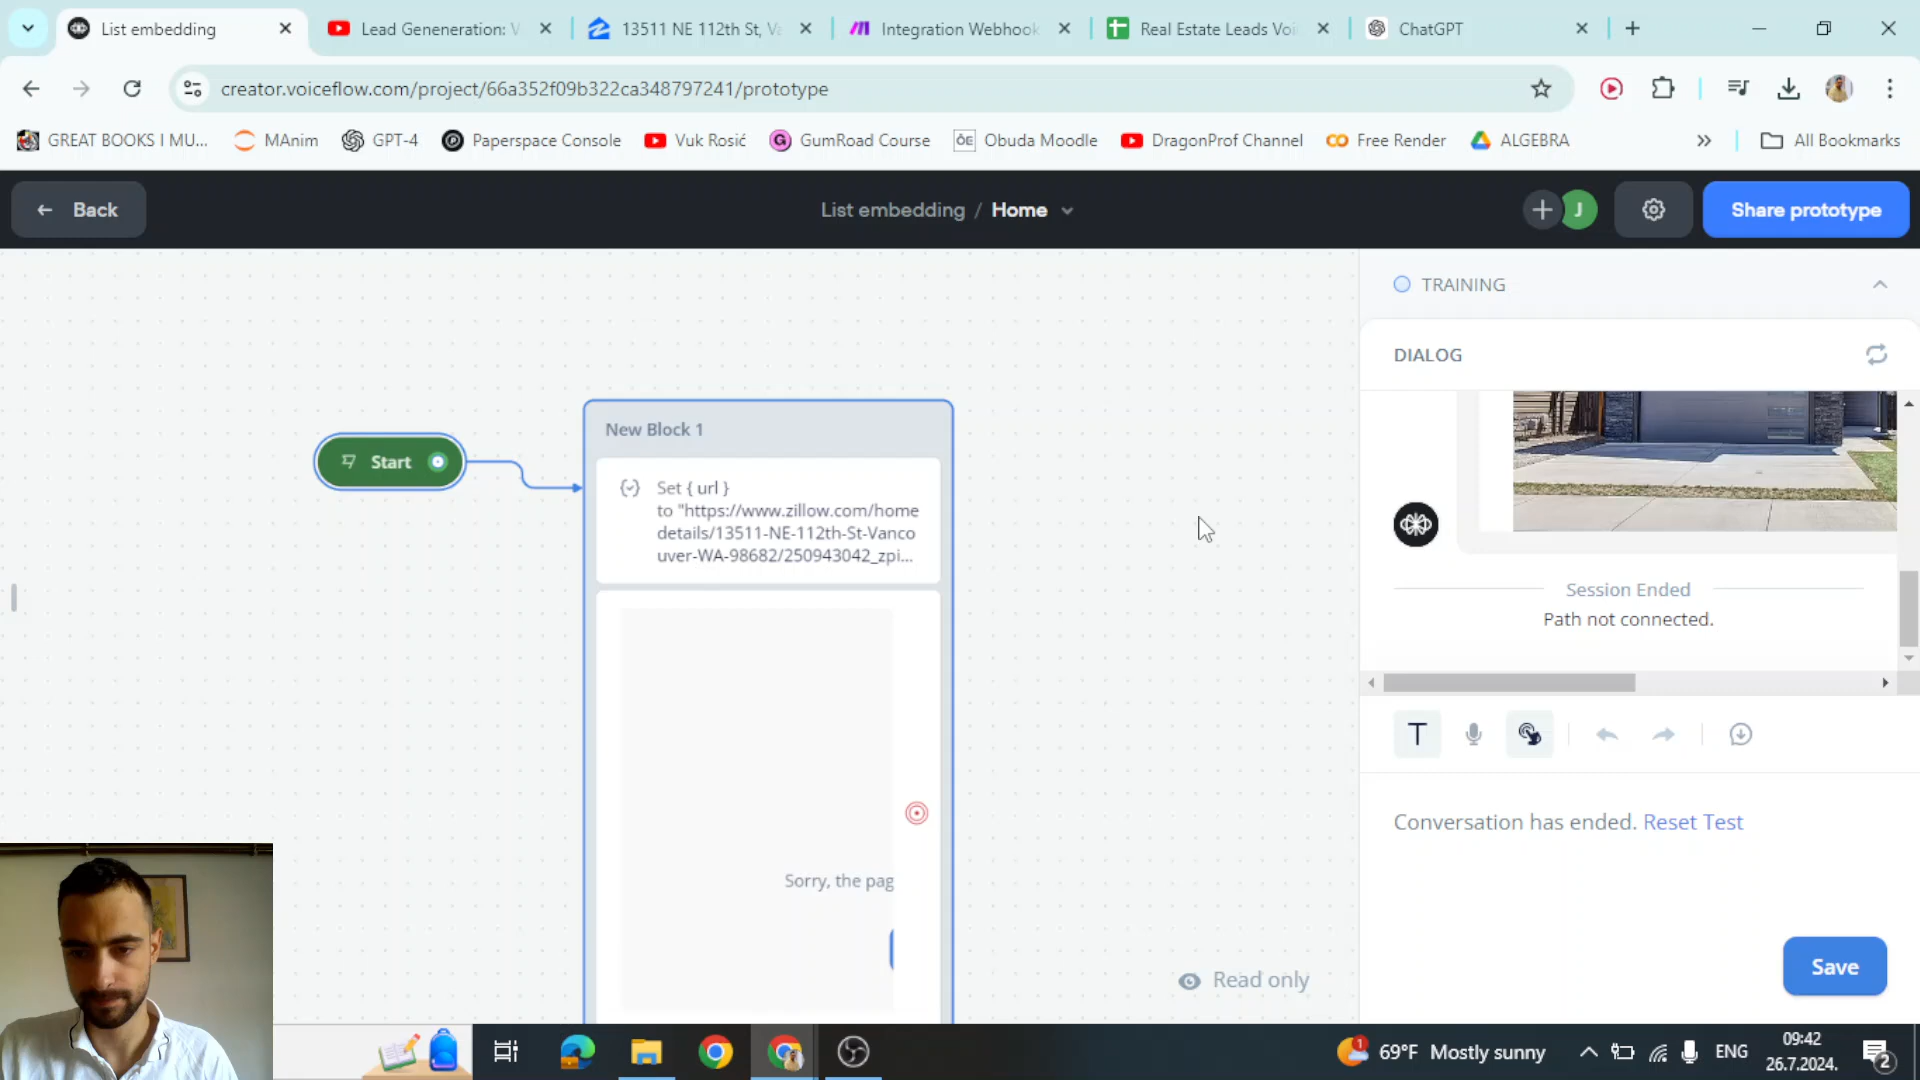 List embedding
Lead Geneneration: V
13511 NE 112th St, Va
Integration Webhook
Real Estate Leads Voi
ChatGPT
creator.voiceflow.com/project/66a352f09b322ca348797241/prototype
GREAT BOOKS I MU...
MAnim
GPT-4
Paperspace Console
Vuk Rosić
GumRoad Course
Obuda Moodle
DragonProf Channel
Free Render
ALGEBRA
All Bookmarks
Back
List embedding / Home
J
Share prototype
TRAINING
DIALOG
New Block 1
Start
Set { url }
to "https://www.zillow.com/home
details/13511-NE-112th-St-Vanco
uver-WA-98682/250943042_zpi...
Session Ended
Path not connected.
Conversation has ended. Reset Test
Sorry, the pag
Read only
Save
1
69°F Mostly sunny
ENG
09:42
26.7.2024.
2